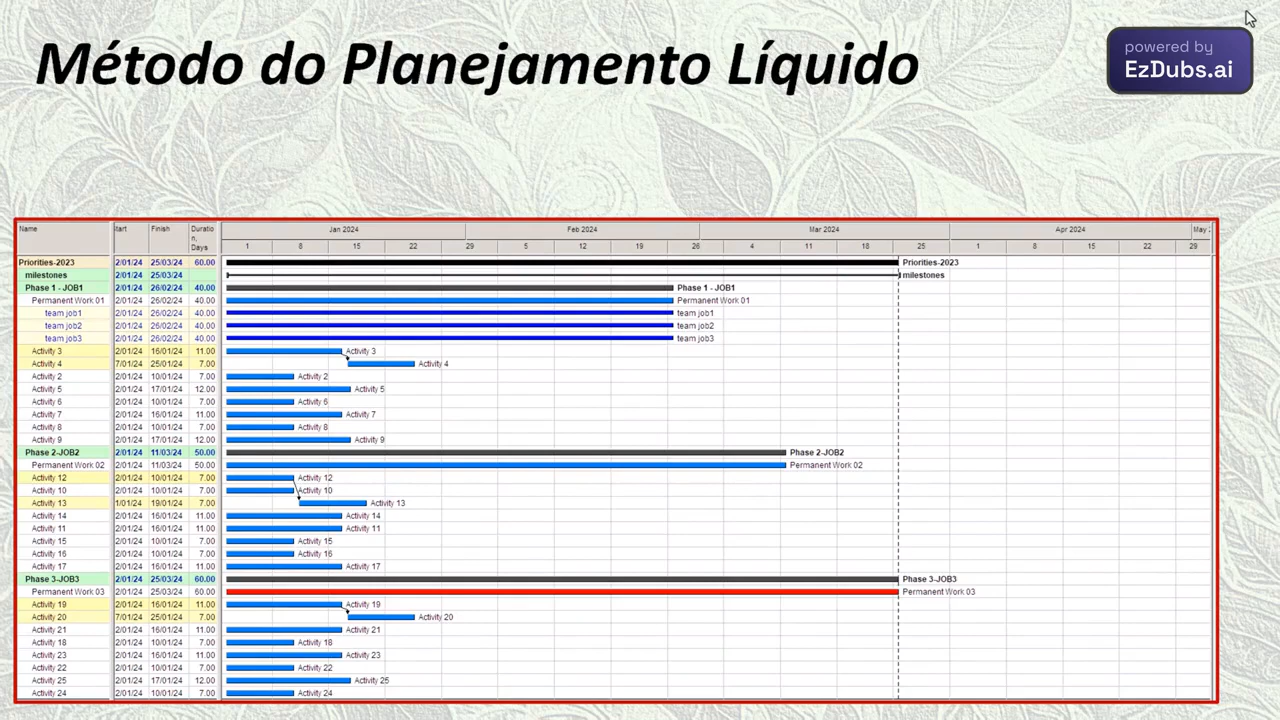 Método do Planejamento Líquido
powered by
EzDubs.ai
Name Start Finish Duratio
n,
Days
Jan 2024 Feb 2024 Mar 2024 Apr 2024
1 8 15 22 29 5 12 19 26 4 11 18 25 1 8 15 22 29
Priorities-2023 2/01/24 25/03/24 60.00 Priorities-2023
milestones 2/01/24 25/03/24 milestones
Phase 1 - JOB1 2/01/24 26/02/24 40.00 Phase 1 - JOB1
Permanent Work 01 2/01/24 26/02/24 40.00 Permanent Work 01
team job1 2/01/24 26/02/24 40.00 team job1
team job2 2/01/24 26/02/24 40.00 team job2
team job3 2/01/24 26/02/24 40.00 team job3
Activity 3 2/01/24 16/01/24 11.00 Activity 3
Activity 4 7/01/24 25/01/24 7.00 Activity 4
Activity 2 2/01/24 10/01/24 7.00 Activity 2
Activity 5 2/01/24 17/01/24 12.00 Activity 5
Activity 6 2/01/24 10/01/24 7.00 Activity 6
Activity 7 2/01/24 16/01/24 11.00 Activity 7
Activity 8 2/01/24 10/01/24 7.00 Activity 8
Activity 9 2/01/24 17/01/24 12.00 Activity 9
Phase 2-JOB2 2/01/24 11/03/24 50.00 Phase 2-JOB2
Permanent Work 02 2/01/24 11/03/24 50.00 Permanent Work 02
Activity 12 2/01/24 10/01/24 7.00 Activity 12
Activity 10 2/01/24 10/01/24 7.00 Activity 10
Activity 13 1/01/24 19/01/24 7.00 Activity 13
Activity 14 2/01/24 16/01/24 11.00 Activity 14
Activity 11 2/01/24 16/01/24 11.00 Activity 11
Activity 15 2/01/24 10/01/24 7.00 Activity 15
Activity 16 2/01/24 10/01/24 7.00 Activity 16
Activity 17 2/01/24 16/01/24 11.00 Activity 17
Phase 3-JOB3 2/01/24 25/03/24 60.00 Phase 3-JOB3
Permanent Work 03 2/01/24 25/03/24 60.00 Permanent Work 03
Activity 19 2/01/24 16/01/24 11.00 Activity 19
Activity 20 7/01/24 25/01/24 7.00 Activity 20
Activity 21 2/01/24 16/01/24 11.00 Activity 21
Activity 18 2/01/24 10/01/24 7.00 Activity 18
Activity 23 2/01/24 16/01/24 11.00 Activity 23
Activity 22 2/01/24 10/01/24 7.00 Activity 22
Activity 25 2/01/24 17/01/24 12.00 Activity 25
Activity 24 2/01/24 10/01/24 7.00 Activity 24